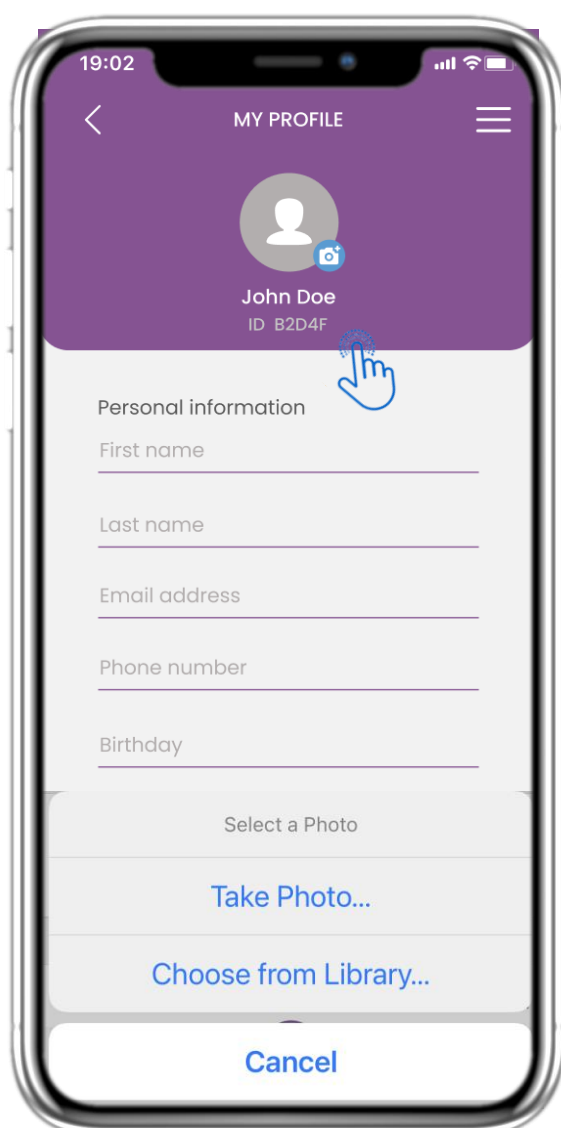 19:02
MY PROFILE
John Doe
ID B2D4F
Personal information
First name
Last name
Email address
Phone number
Birthday
Select a Photo
Take Photo...
Choose from Library...
Cancel